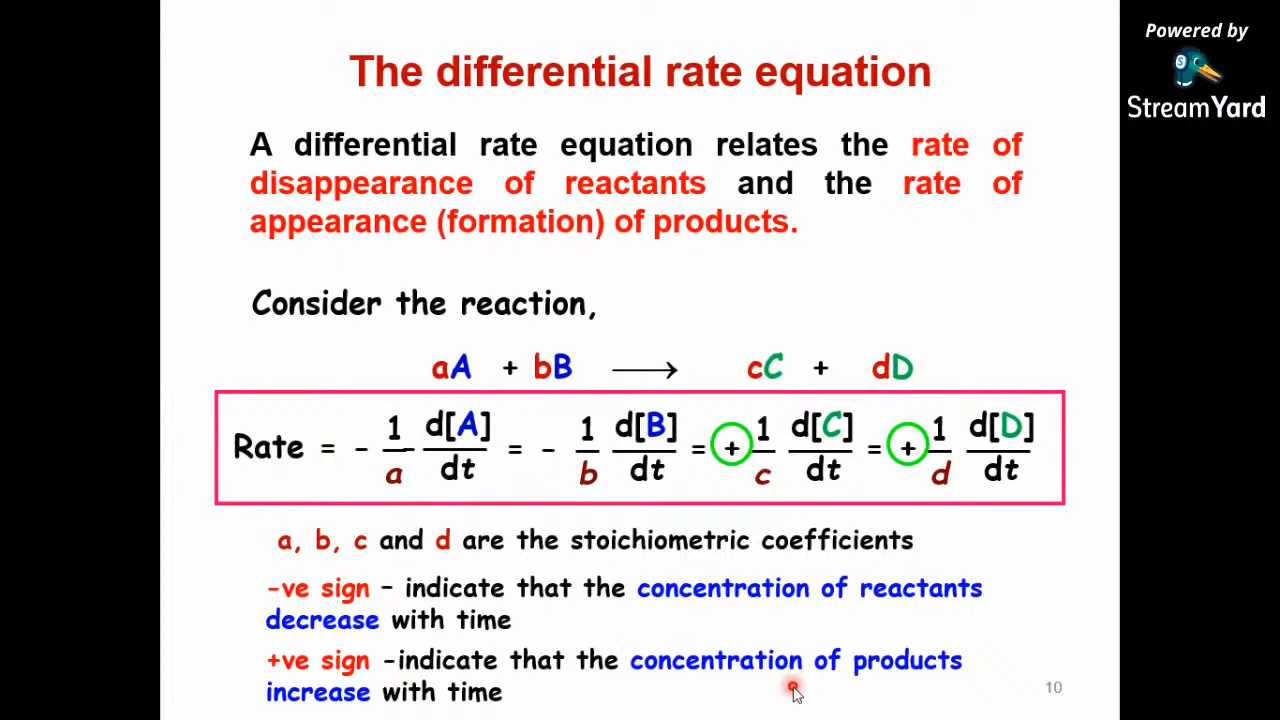 Powered by
StreamYard
The differential rate equation
A differential rate equation relates the rate of
disappearance of reactants and the rate of
appearance (formation) of products.
Consider the reaction,
aA + bB ⟶ cC + dD
Rate = - 1/a d[A]/dt = - 1/b d[B]/dt = + 1/c d[C]/dt = + 1/d d[D]/dt
a, b, c and d are the stoichiometric coefficients
-ve sign – indicate that the concentration of reactants
decrease with time
+ve sign -indicate that the concentration of products
increase with time
10